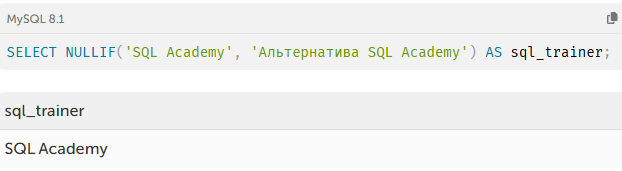 MySQL 8.1
SELECT NULLIF('SQL Academy', 'Альтернатива SQL Academy') AS sql_trainer;
sql_trainer
SQL Academy